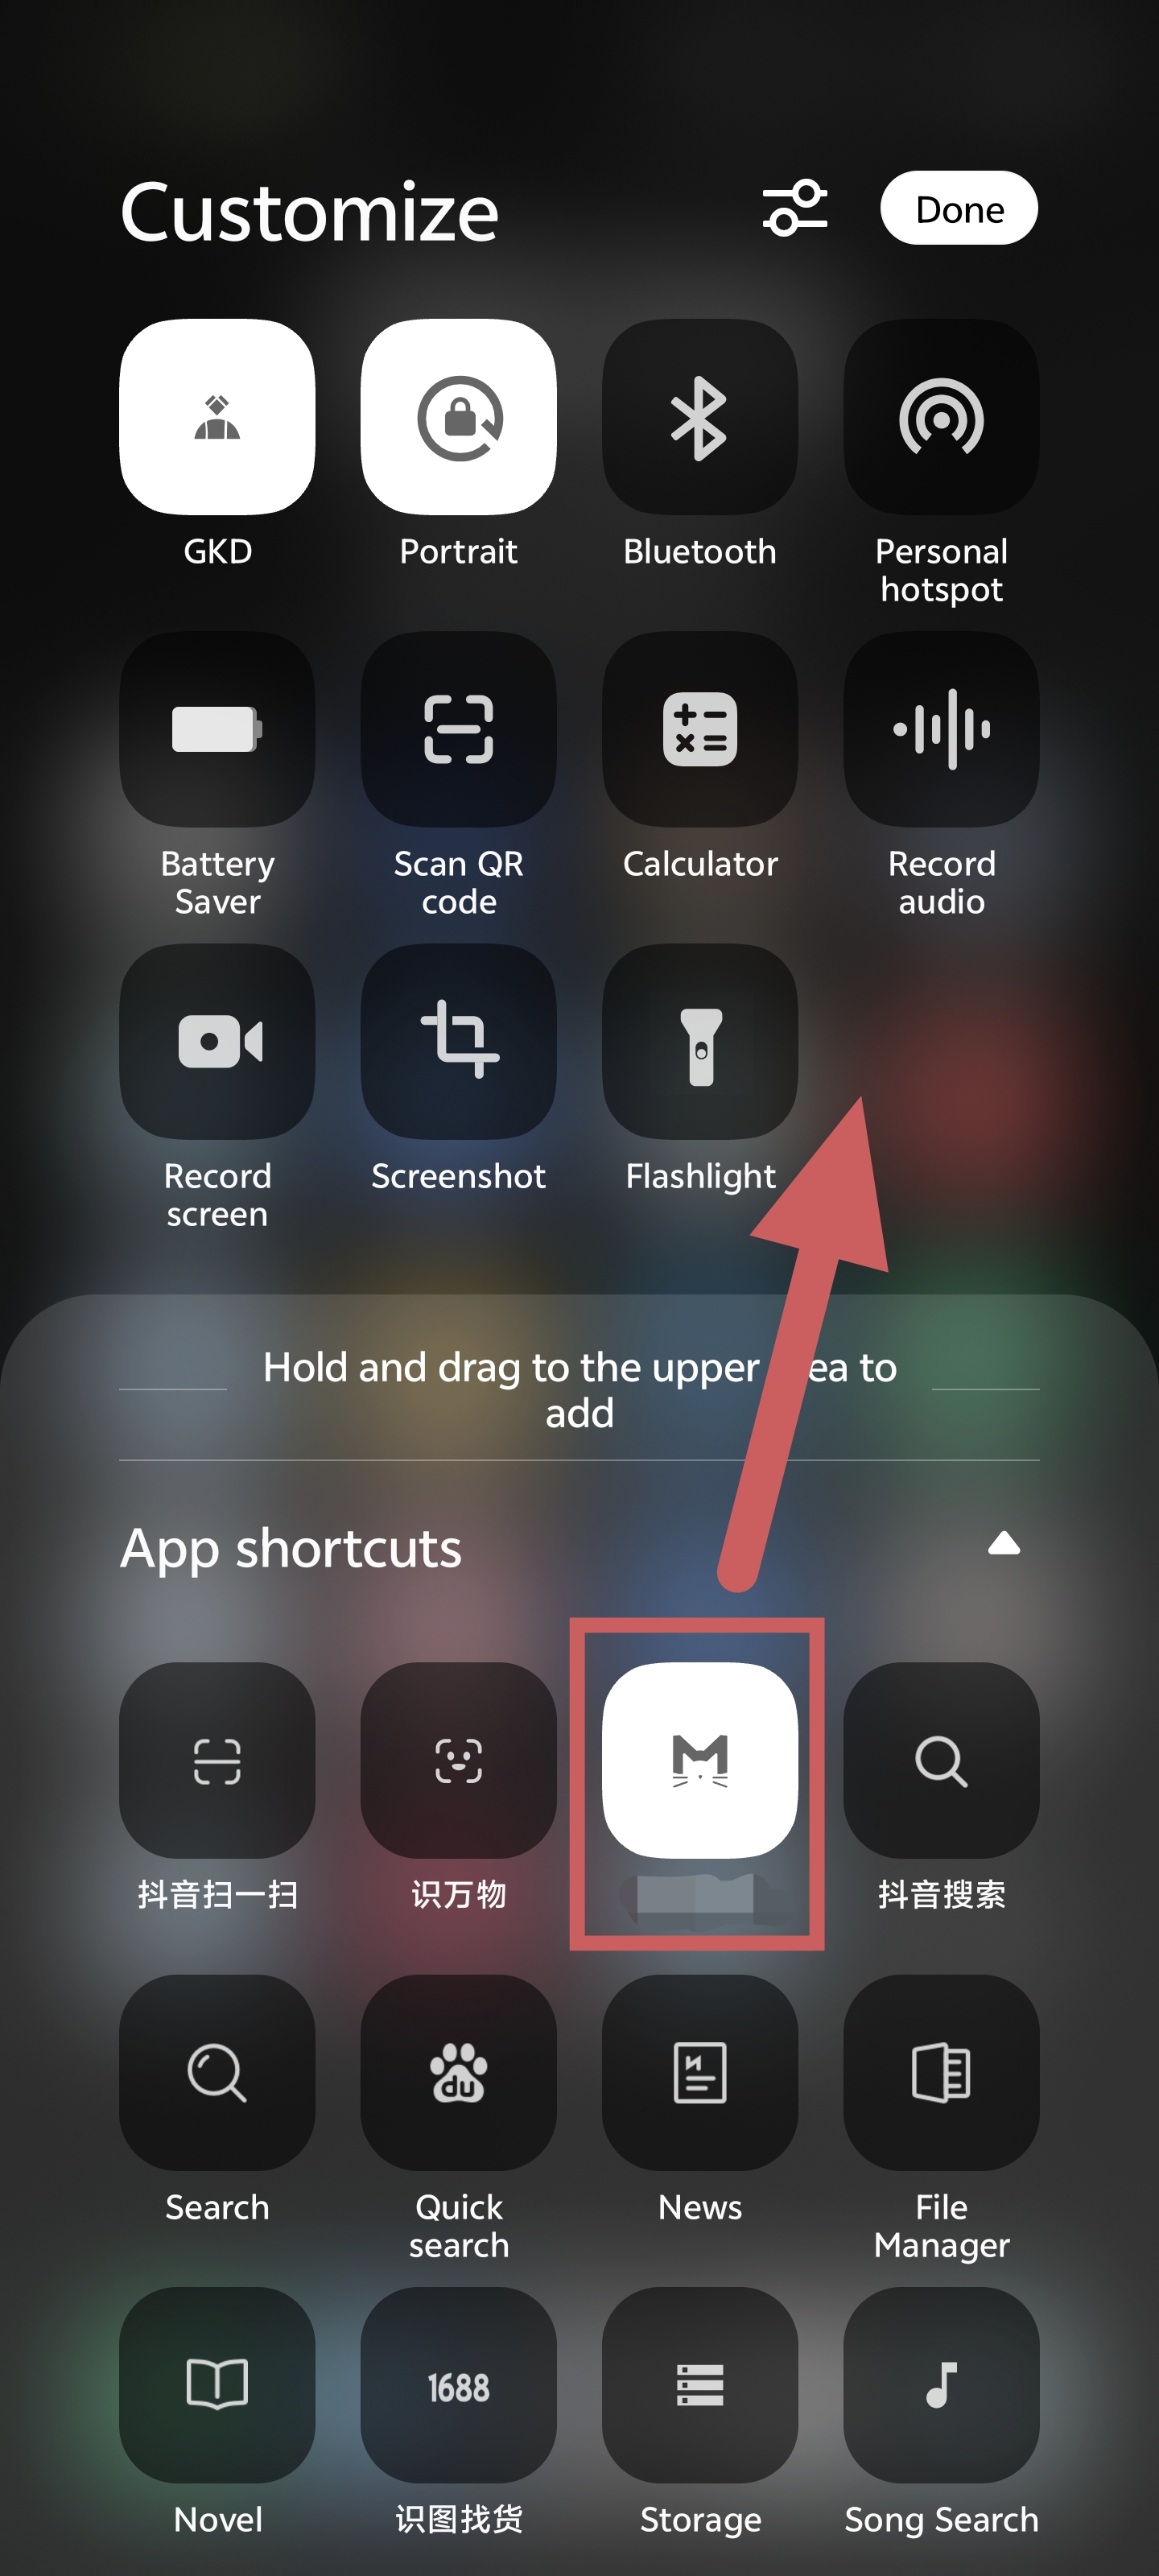 Customize
Done
GKD
Portrait
Bluetooth
Personal
hotspot
Battery
Saver
Scan QR
code
Calculator
Record
audio
Record
screen
Screenshot
Flashlight
Hold and drag to the upper ea to
add
App shortcuts
抖音扫一扫
识万物
抖音搜索
du
Search
Quick
search
News
File
Manager
1688
Novel
识图找货
Storage
Song Search